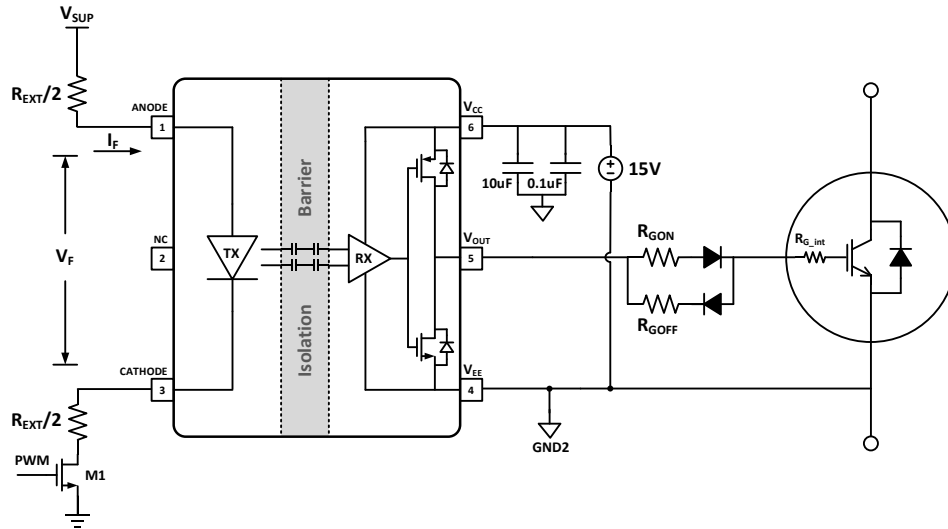 VSUP
REXT/2
ANODE
1
IF
VF
NC
2
CATHODE
3
REXT/2
PWM
M1
TX
Barrier
Isolation
RX
VCC
6
10uF
0.1uF
15V
VOUT
5
RGON
RGOFF
RG_int
VEE
4
GND2